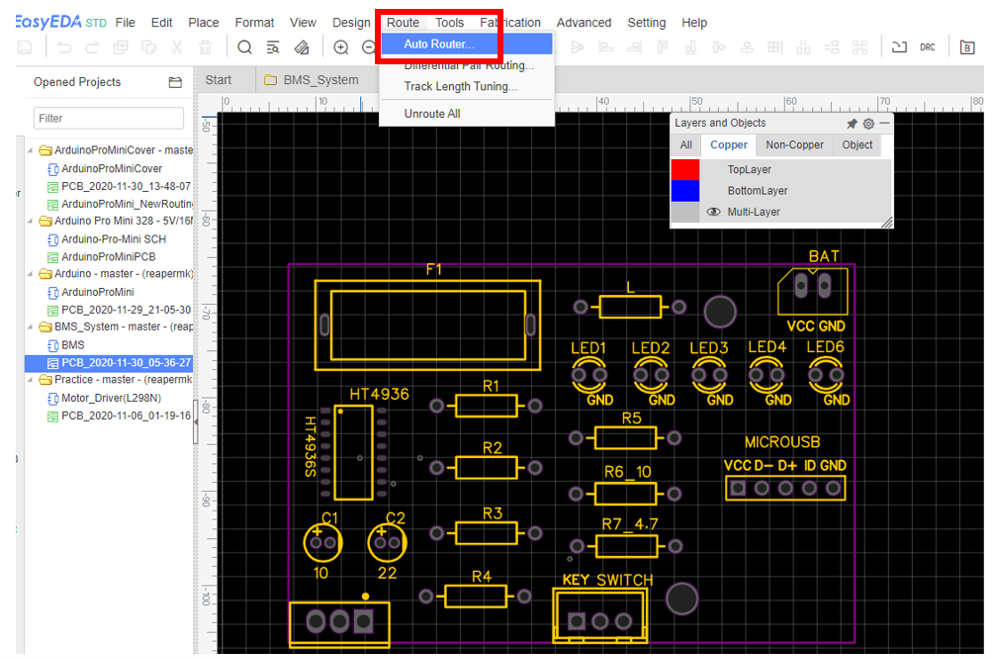 EasyEDA STD File Edit Place Format View Design Route Tools Fabrication Advanced Setting Help
DRC
B
Auto Router...
Differential Pair Routing...
Track Length Tuning...
Unroute All
Opened Projects
Start
BMS_System
Filter
0 10 40 50 60 70 80
-50
-60
-70
-80
-90
-100
ArduinoProMiniCover - maste
ArduinoProMiniCover
PCB_2020-11-30_13-48-07
ArduinoProMini_NewRouting
Arduino Pro Mini 328 - 5V/16M
Arduino-Pro-Mini SCH
ArduinoProMiniPCB
Arduino - master - (reapermk)
ArduinoProMini
PCB_2020-11-29_21-05-30
BMS_System - master - (reap
BMS
PCB_2020-11-30_05-36-27
Practice - master - (reapermk
Motor_Driver(L298N)
PCB_2020-11-06_01-19-16
Layers and Objects
All Copper Non-Copper Object
TopLayer
BottomLayer
Multi-Layer
F1
L
BAT
VCC GND
LED1 LED2 LED3 LED4 LED6
GND GND GND GND GND
HT4936
HT4936S
R1
R2
R3
R4
R5
R6_10
R7_4.7
MICROUSB
VCC D- D+ ID GND
C1 C2
+ +
10 22
KEY SWITCH